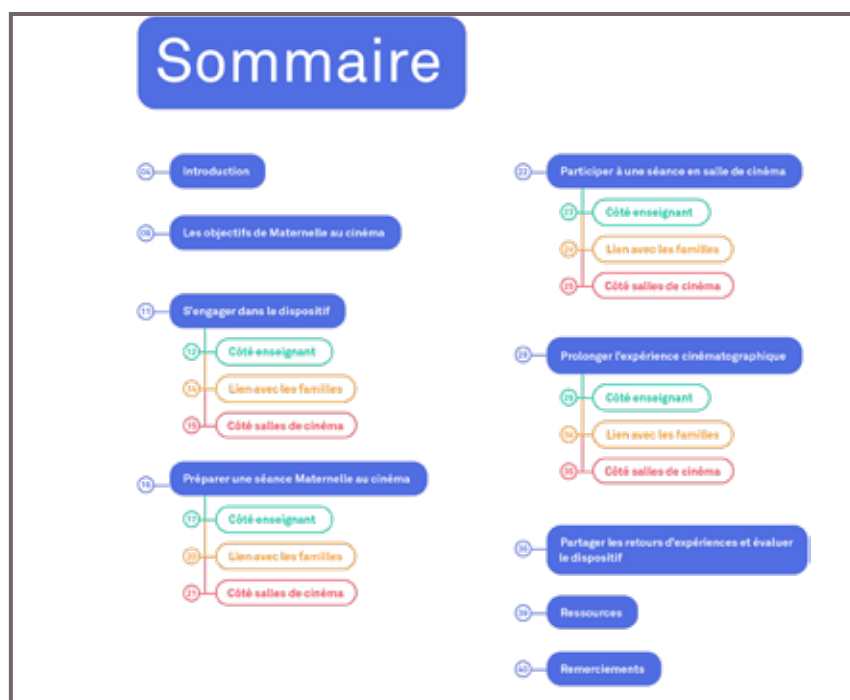 Sommaire
04 Introduction
Les objectifs de Maternelle au cinéma
11 S'engager dans le dispositif
12 Côté enseignant
14 Lien avec les familles
15 Côté salles de cinéma
16 Préparer une séance Maternelle au cinéma
17 Côté enseignant
20 Lien avec les familles
21 Côté salles de cinéma
22 Participer à une séance en salle de cinéma
23 Côté enseignant
24 Lien avec les familles
25 Côté salles de cinéma
28 Prolonger l'expérience cinématographique
29 Côté enseignant
Lien avec les familles
Côté salles de cinéma
Partager les retours d'expériences et évaluer
le dispositif
39 Ressources
40 Remerciements